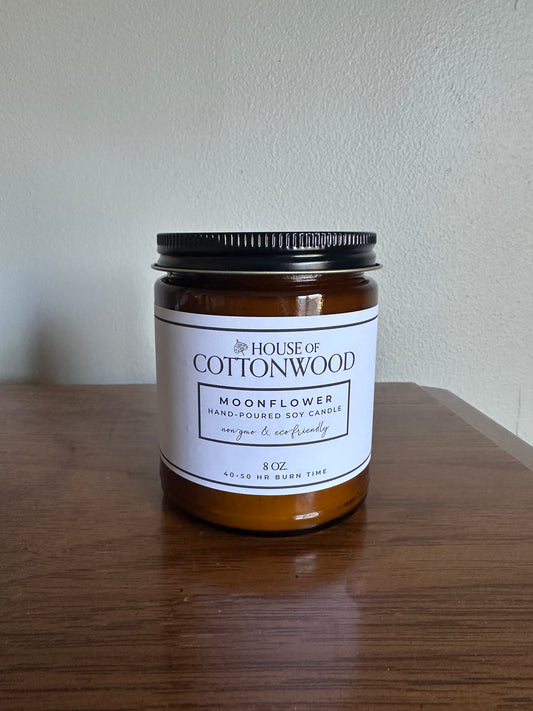 HOUSE OF
COTTONWOOD
MOONFLOWER
HAND-POURED SOY CANDLE
non-gmo & eco-friendly
8 OZ.
40-50 HR BURN TIME